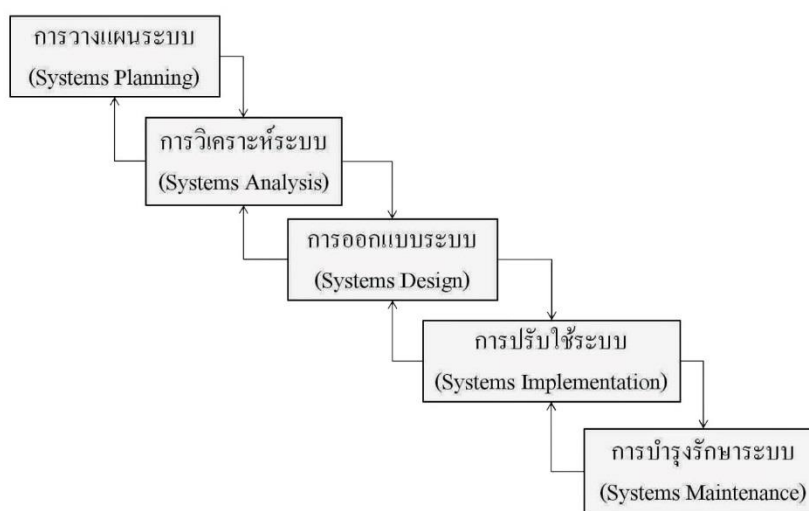 การวางแผนระบบ
(Systems Planning)
การวิเคราะห์ระบบ
(Systems Analysis)
การออกแบบระบบ
(Systems Design)
การปรับใช้ระบบ
(Systems Implementation)
การบำรุงรักษาระบบ
(Systems Maintenance)